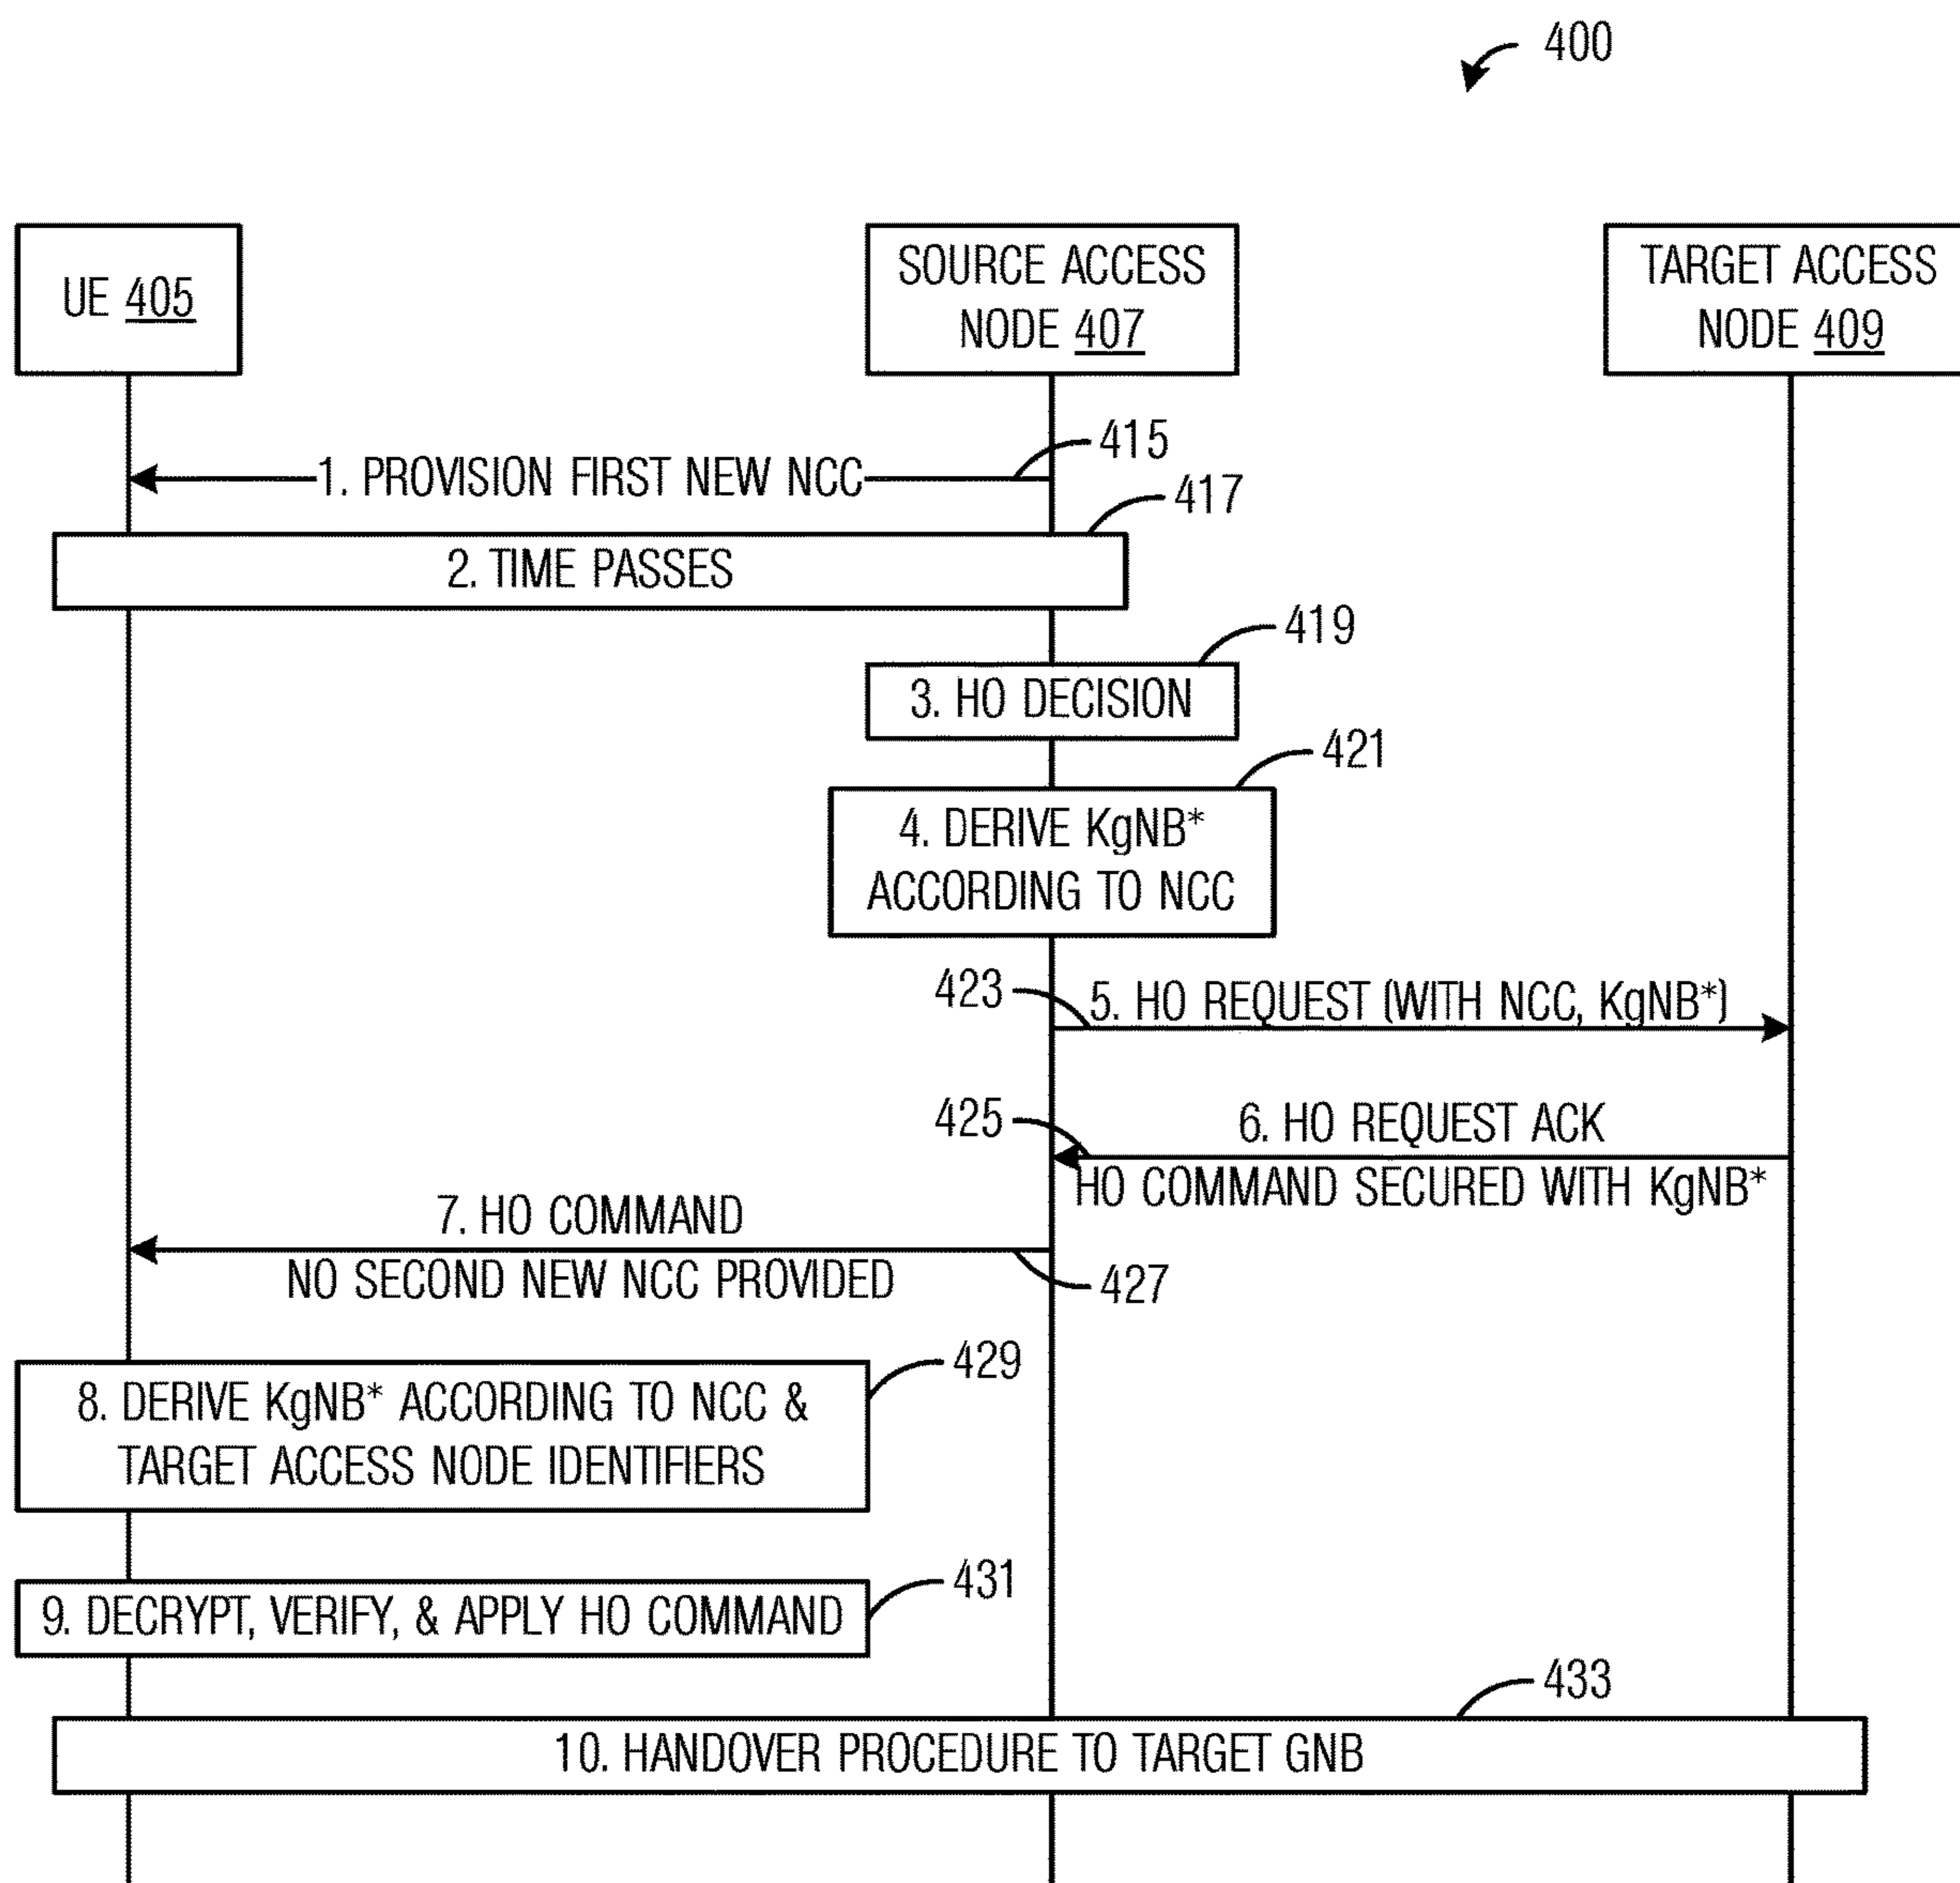 400
UE 405
SOURCE ACCESS
NODE 407
TARGET ACCESS
NODE 409
415
1. PROVISION FIRST NEW NCC
417
2. TIME PASSES
419
3. HO DECISION
421
4. DERIVE KgNB*
ACCORDING TO NCC
423
5. HO REQUEST (WITH NCC, KgNB*)
425
6. HO REQUEST ACK
HO COMMAND SECURED WITH KgNB*
7. HO COMMAND
NO SECOND NEW NCC PROVIDED
427
429
8. DERIVE KgNB* ACCORDING TO NCC &
TARGET ACCESS NODE IDENTIFIERS
431
9. DECRYPT, VERIFY, & APPLY HO COMMAND
433
10. HANDOVER PROCEDURE TO TARGET GNB